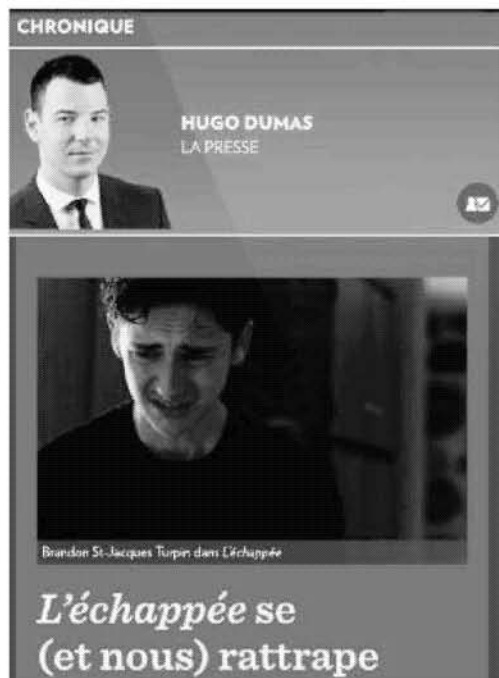 CHRONIQUE
HUGO DUMAS
LA PRESSE
Brandon St-Jacques Turpin dans L'échappée
L'échappée se
(et nous) rattrape